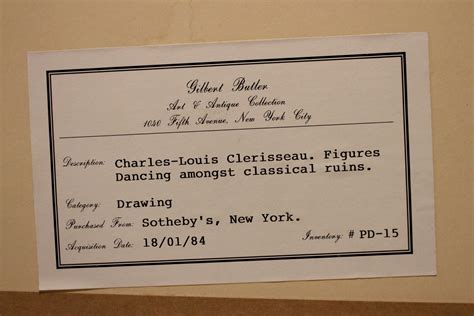 Gilbert Butler
Art & Antique Collection
1040 Fifth Avenue, New York City
Description: Charles-Louis Clerisseau. Figures
Dancing amongst classical ruins.
Category: Drawing
Purchased From: Sotheby's, New York.
Acquisition Date: 18/01/84 Inventory: # PD-15